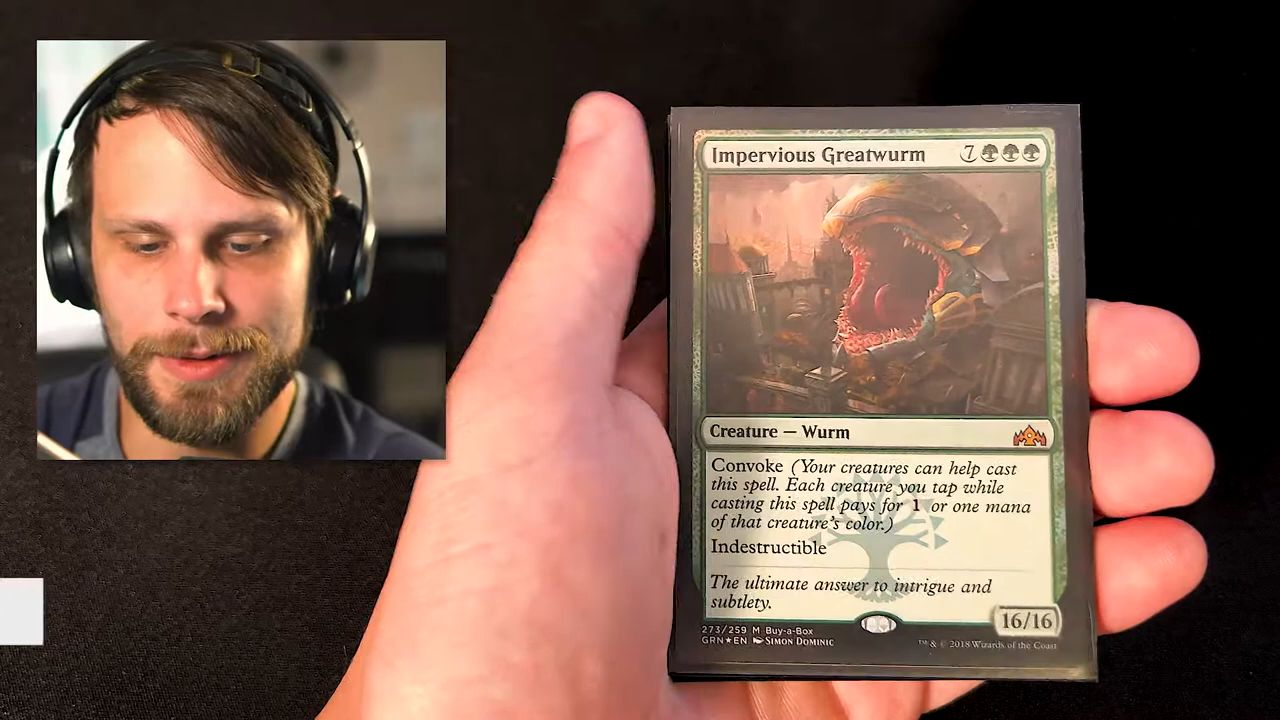 Impervious Greatwurm 7
Creature — Wurm
Convoke (Your creatures can help cast
this spell. Each creature you tap while
casting this spell pays for 1 or one mana
of that creature's color.)
Indestructible
The ultimate answer to intrigue and
subtlety.
16/16
273/259 M Buy-a-Box
GRN★EN Simon Dominic
™ & © 2018 Wizards of the Coast